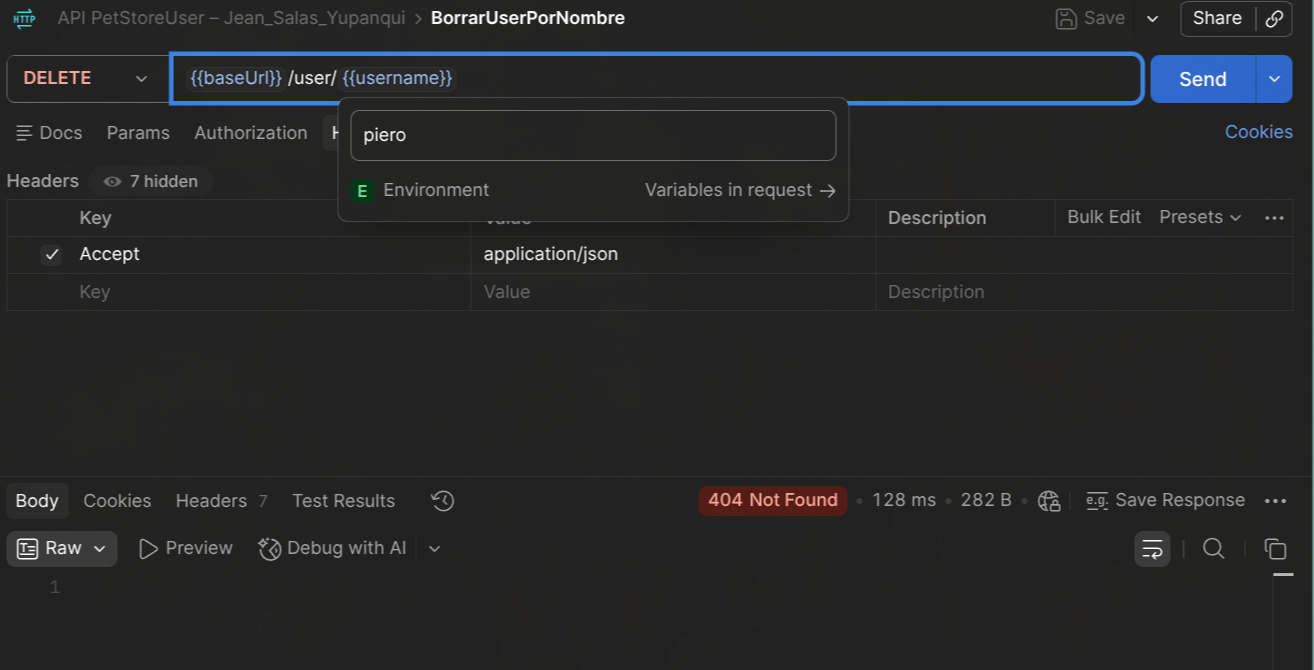 HTTP API PetStoreUser – Jean_Salas_Yupanqui > BorrarUserPorNombre Save Share
DELETE {{baseUrl}} /user/ {{username}} Send
piero
Docs Params Authorization H Cookies
E Environment Variables in request →
Headers 7 hidden
Key Value Description Bulk Edit Presets
Accept application/json
Key Value Description
Body Cookies Headers 7 Test Results 404 Not Found • 128 ms • 282 B • e.g. Save Response
Raw Preview Debug with AI
1